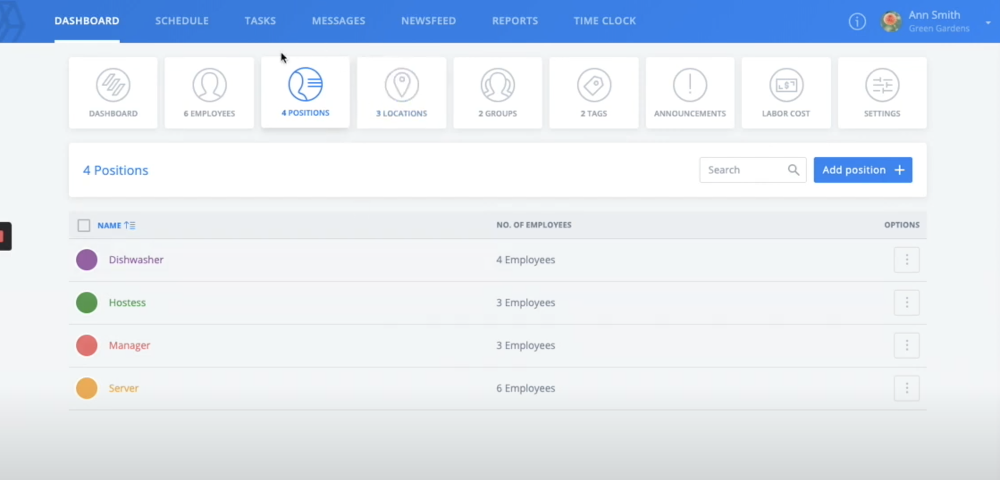 DASHBOARD SCHEDULE TASKS MESSAGES NEWSFEED REPORTS TIME CLOCK
Ann Smith
Green Gardens
DASHBOARD
6 EMPLOYEES
4 POSITIONS
3 LOCATIONS
2 GROUPS
2 TAGS
ANNOUNCEMENTS
LABOR COST
SETTINGS
4 Positions
Search
Add position +
NAME NO. OF EMPLOYEES OPTIONS
Dishwasher 4 Employees
Hostess 3 Employees
Manager 3 Employees
Server 6 Employees